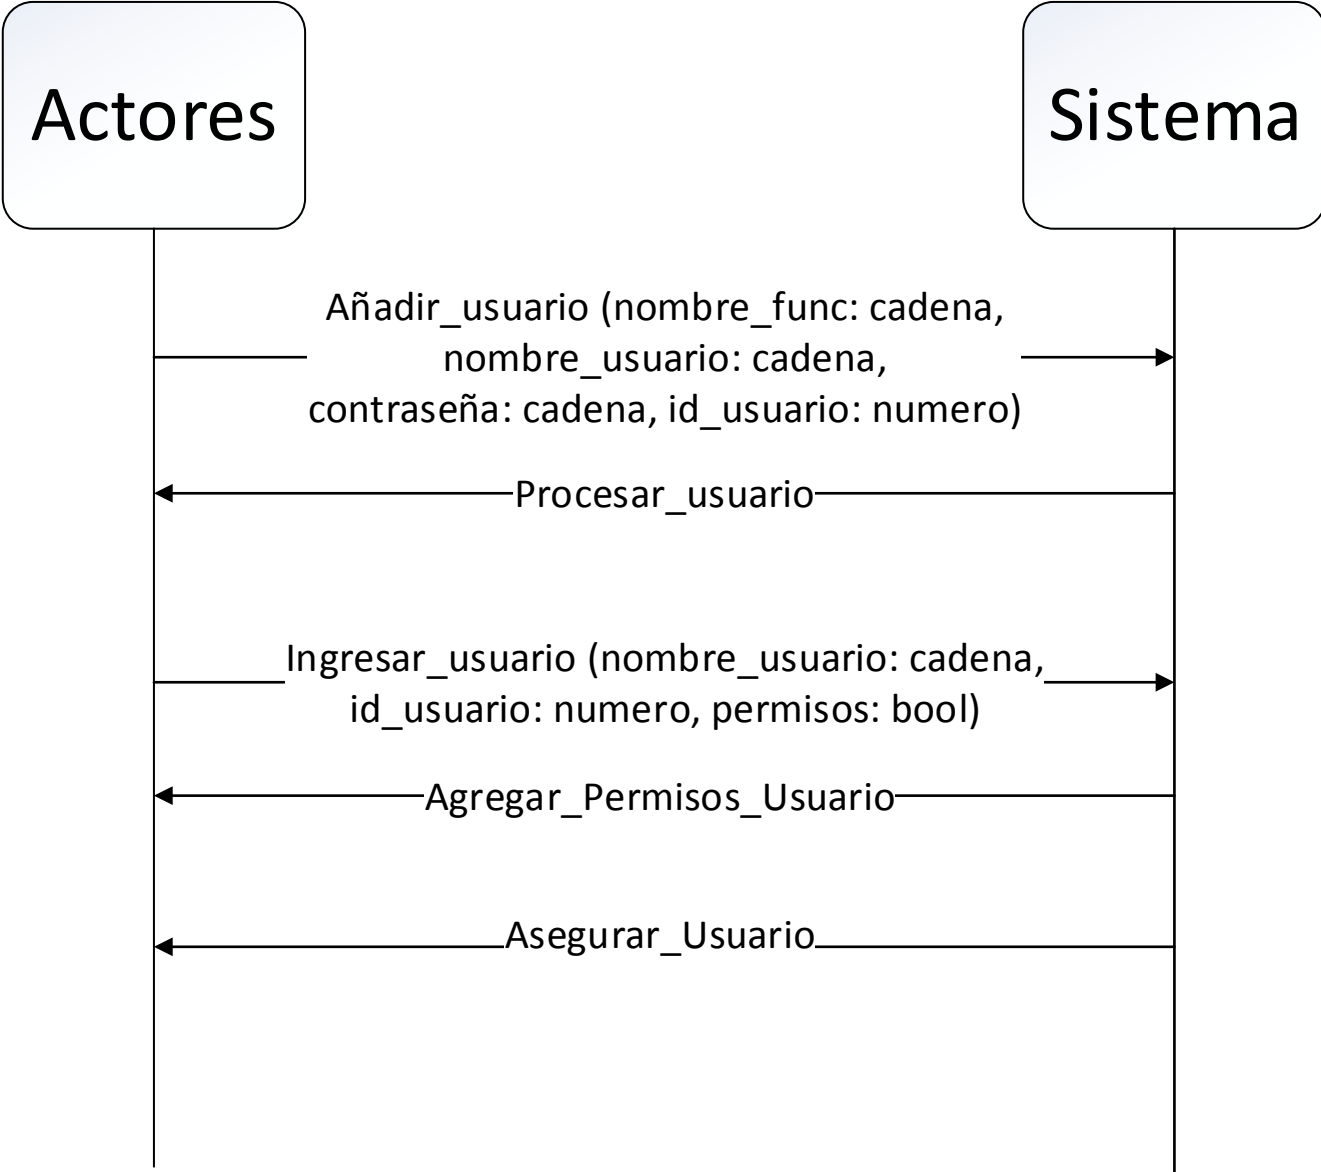 Actores
Sistema
Añadir_usuario (nombre_func: cadena,
nombre_usuario: cadena,
contraseña: cadena, id_usuario: numero)
Procesar_usuario
Ingresar_usuario (nombre_usuario: cadena,
id_usuario: numero, permisos: bool)
Agregar_Permisos_Usuario
Asegurar_Usuario